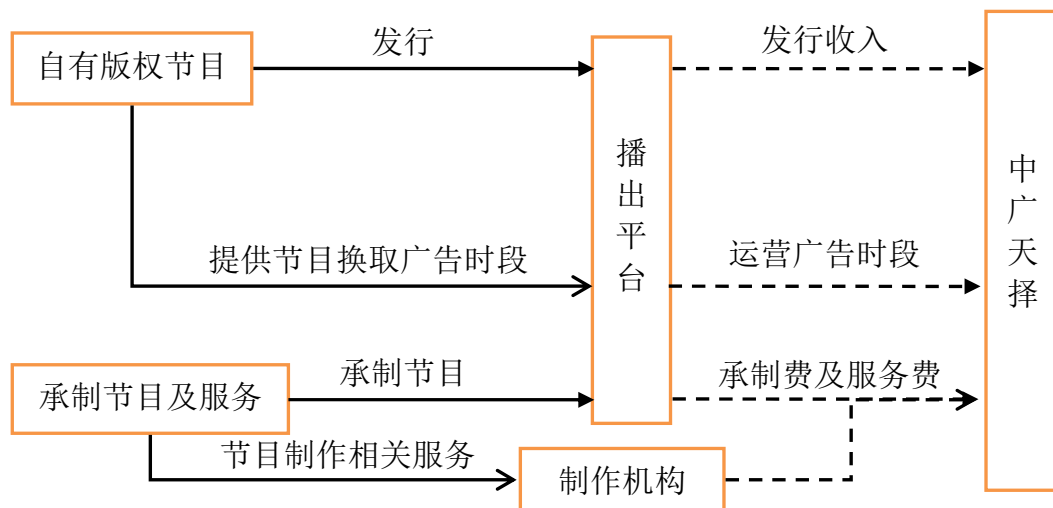 发行
发行收入
自有版权节目
播出平台
中广天择
提供节目换取广告时段
运营广告时段
承制节目
承制费及服务费
承制节目及服务
节目制作相关服务
制作机构